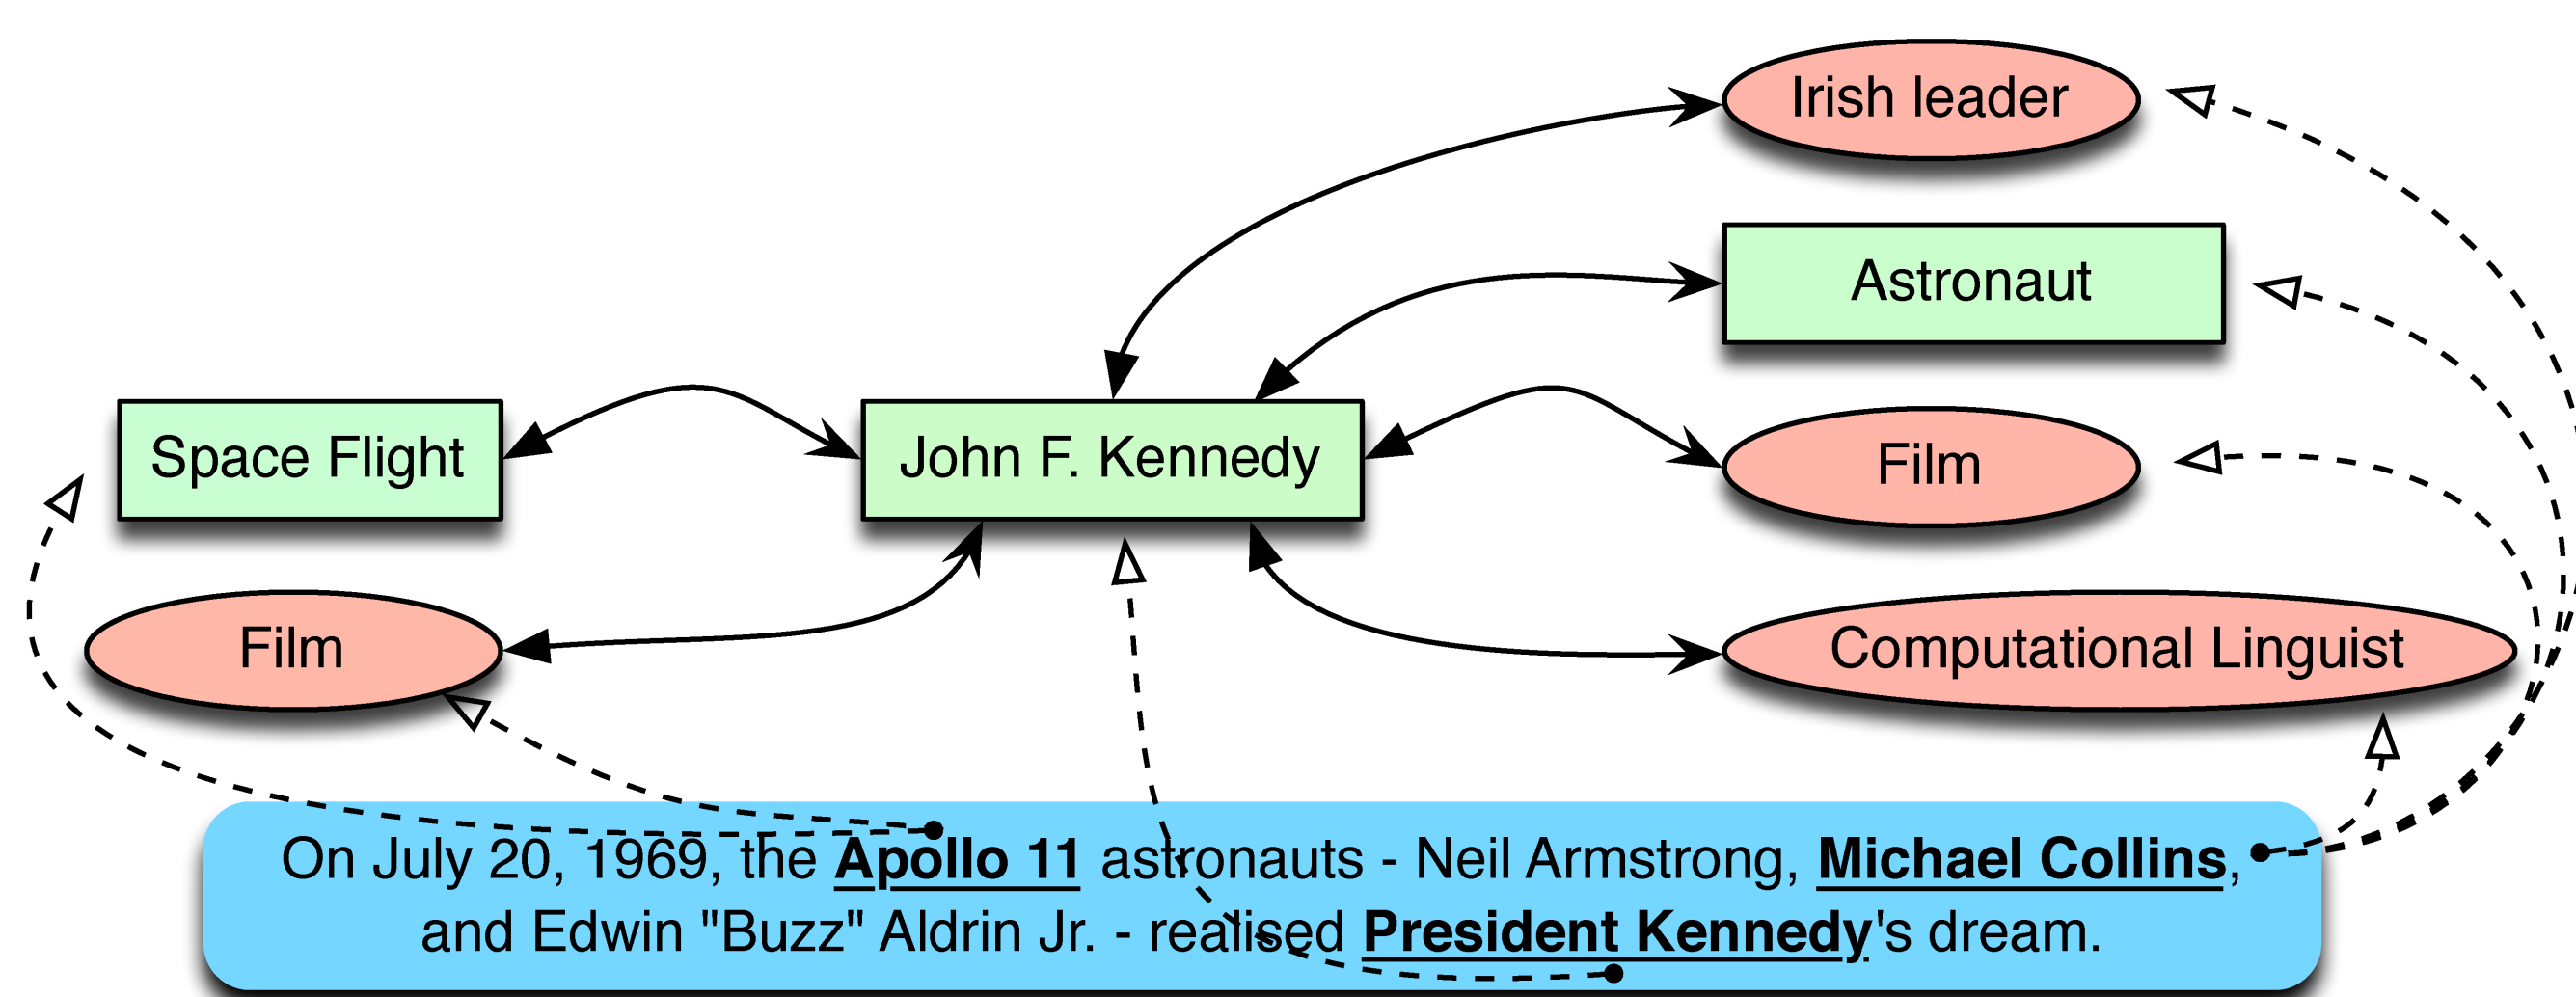 Irish leader
Astronaut
Space Flight
John F. Kennedy
Film
Film
Computational Linguist
On July 20, 1969, the Apollo 11 astronauts - Neil Armstrong, Michael Collins,
and Edwin "Buzz" Aldrin Jr. - realised President Kennedy's dream.